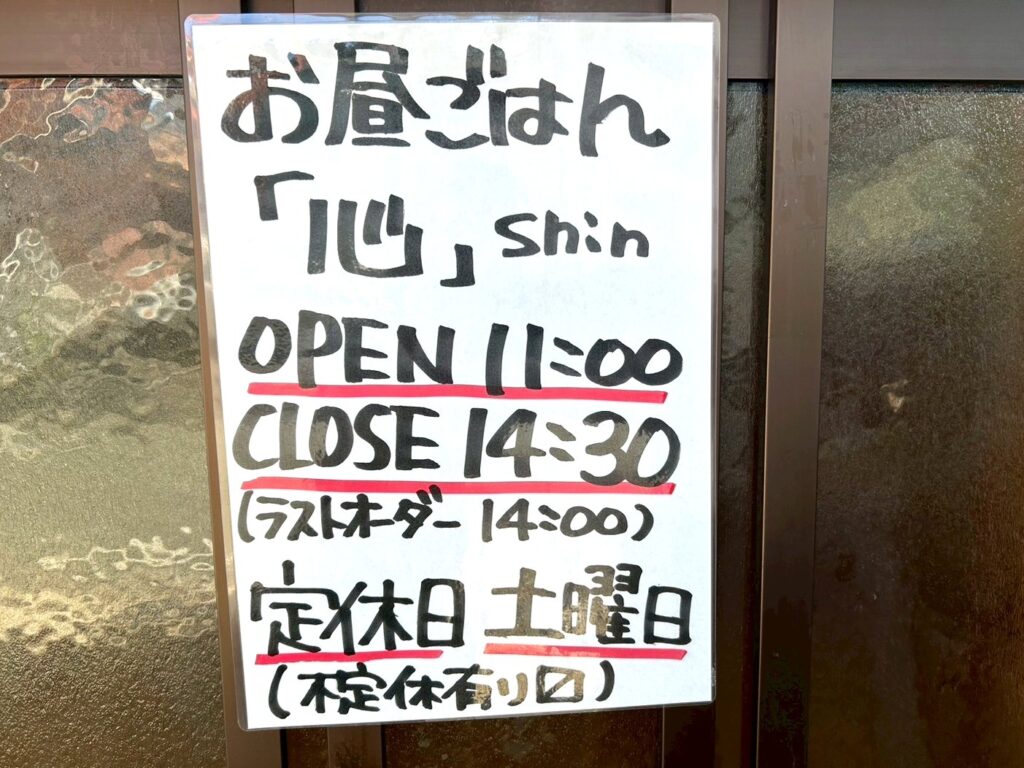 お昼ごはん
「心」shin
OPEN 11:00
CLOSE 14:30
(ラストオーダー 14:00)
定休日 土曜日
(不定休有り〼)